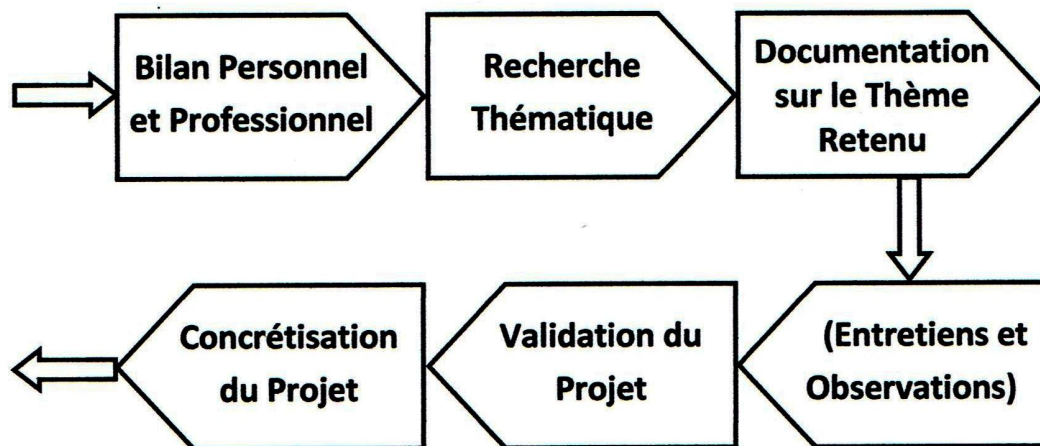 Bilan Personnel
et Professionnel
Recherche
Thématique
Documentation
sur le Thème
Retenu
(Entretiens et
Observations)
Validation du
Projet
Concrétisation
du Projet